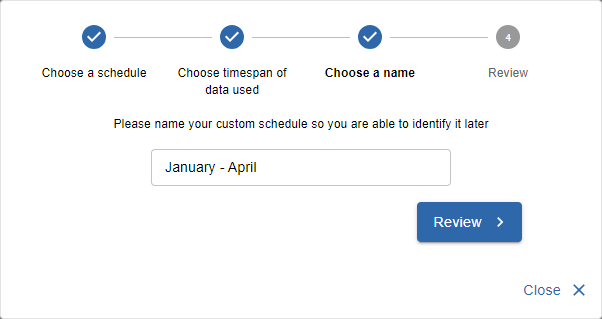 4
Choose a schedule
Choose timespan of
data used
Choose a name
Review
Please name your custom schedule so you are able to identify it later
January - April
Review
Close